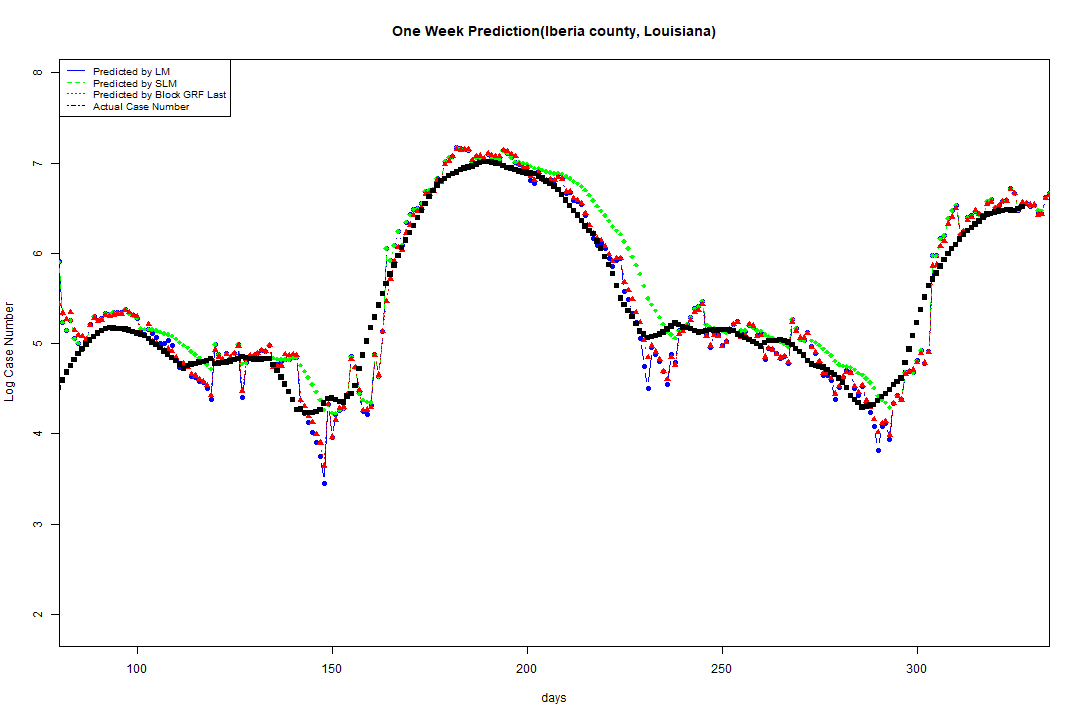 One Week Prediction(Iberia county, Louisiana)
Predicted by LM
Predicted by SLM
Predicted by Block GRF Last
Actual Case Number
Log Case Number
8
7
6
5
4
3
2
100 150 200 250 300
days